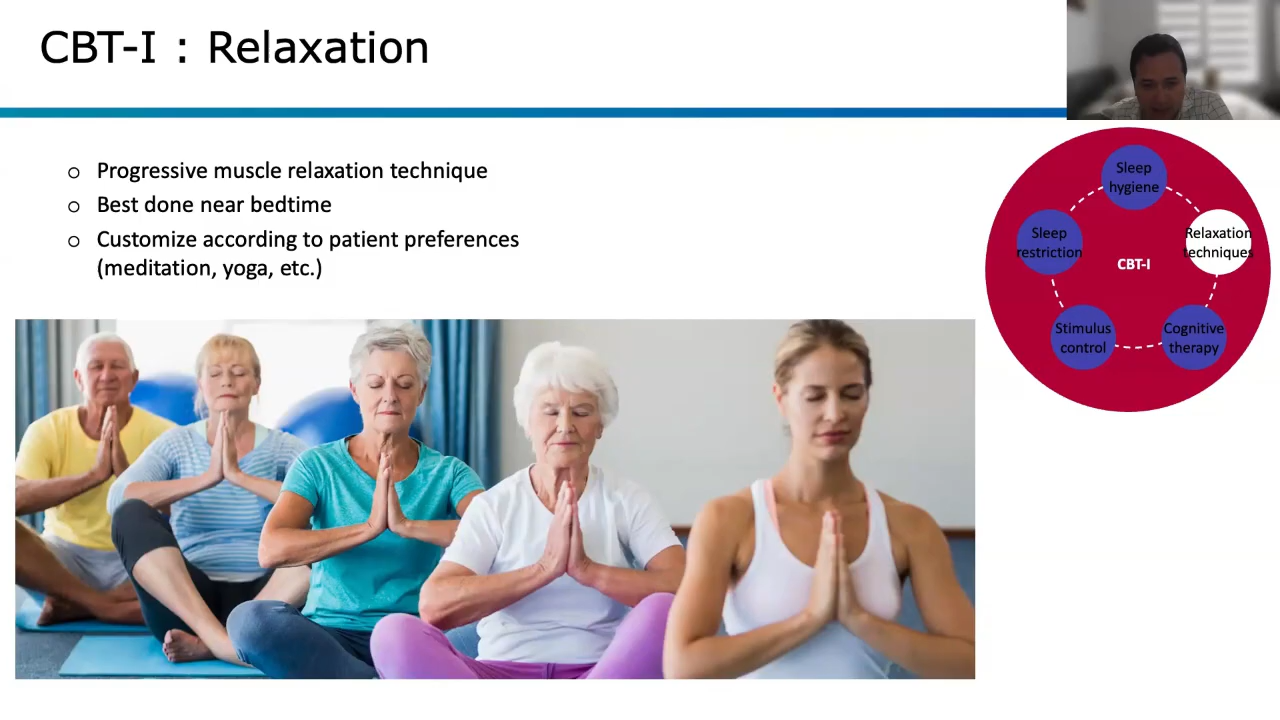 CBT-I : Relaxation
o Progressive muscle relaxation technique
o Best done near bedtime
o Customize according to patient preferences
(meditation, yoga, etc.)
Sleep
hygiene
Relaxation
techniques
Cognitive
therapy
Stimulus
control
Sleep
restriction
CBT-I